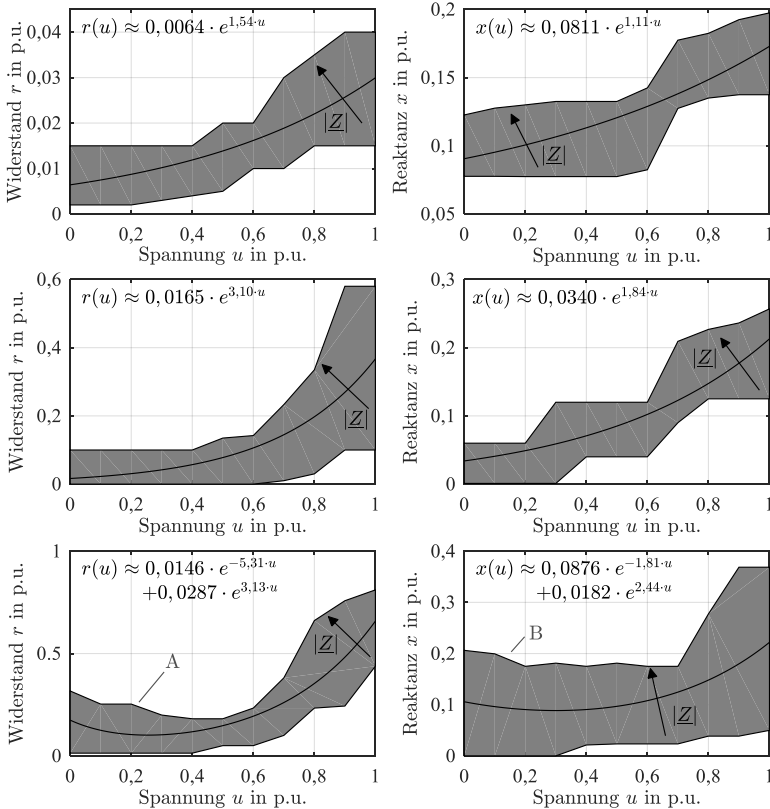 r(u) ≈ 0,0064 · e^{1,54·u}
0,04
0,03
0,02
0,01
0
0 0,2 0,4 0,6 0,8 1
|Z|
Widerstand r in p.u.
Spannung u in p.u.
x(u) ≈ 0,0811 · e^{1,11·u}
0,2
0,15
0,1
0,05
0 0,2 0,4 0,6 0,8 1
|Z|
Reaktanz x in p.u.
Spannung u in p.u.
r(u) ≈ 0,0165 · e^{3,10·u}
0,6
0,4
0,2
0
0 0,2 0,4 0,6 0,8 1
|Z|
Widerstand r in p.u.
Spannung u in p.u.
x(u) ≈ 0,0340 · e^{1,84·u}
0,3
0,2
0,1
0
0 0,2 0,4 0,6 0,8 1
|Z|
Reaktanz x in p.u.
Spannung u in p.u.
r(u) ≈ 0,0146 · e^{−5,31·u}
+0,0287 · e^{3,13·u}
1
0.5
0
0 0,2 0,4 0,6 0,8 1
A
|Z|
Widerstand r in p.u.
Spannung u in p.u.
x(u) ≈ 0,0876 · e^{−1,81·u}
+0,0182 · e^{2,44·u}
0,4
0,3
0,2
0,1
0
0 0,2 0,4 0,6 0,8 1
B
|Z|
Reaktanz x in p.u.
Spannung u in p.u.